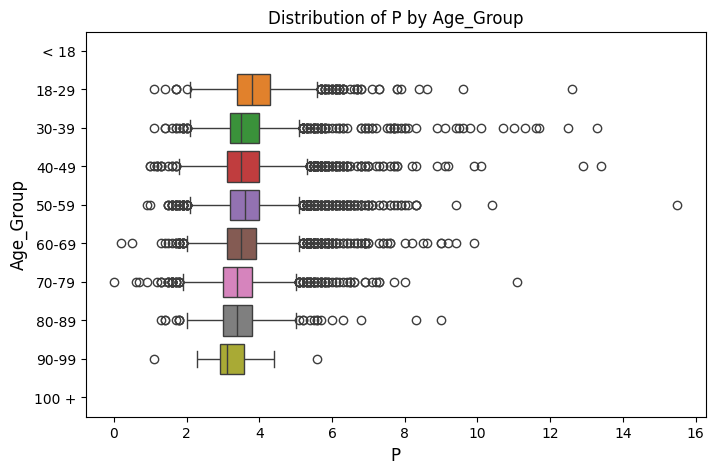 Distribution of P by Age_Group
< 18
18-29
30-39
40-49
50-59
60-69
70-79
80-89
90-99
100 +
Age_Group
0 2 4 6 8 10 12 14 16
P